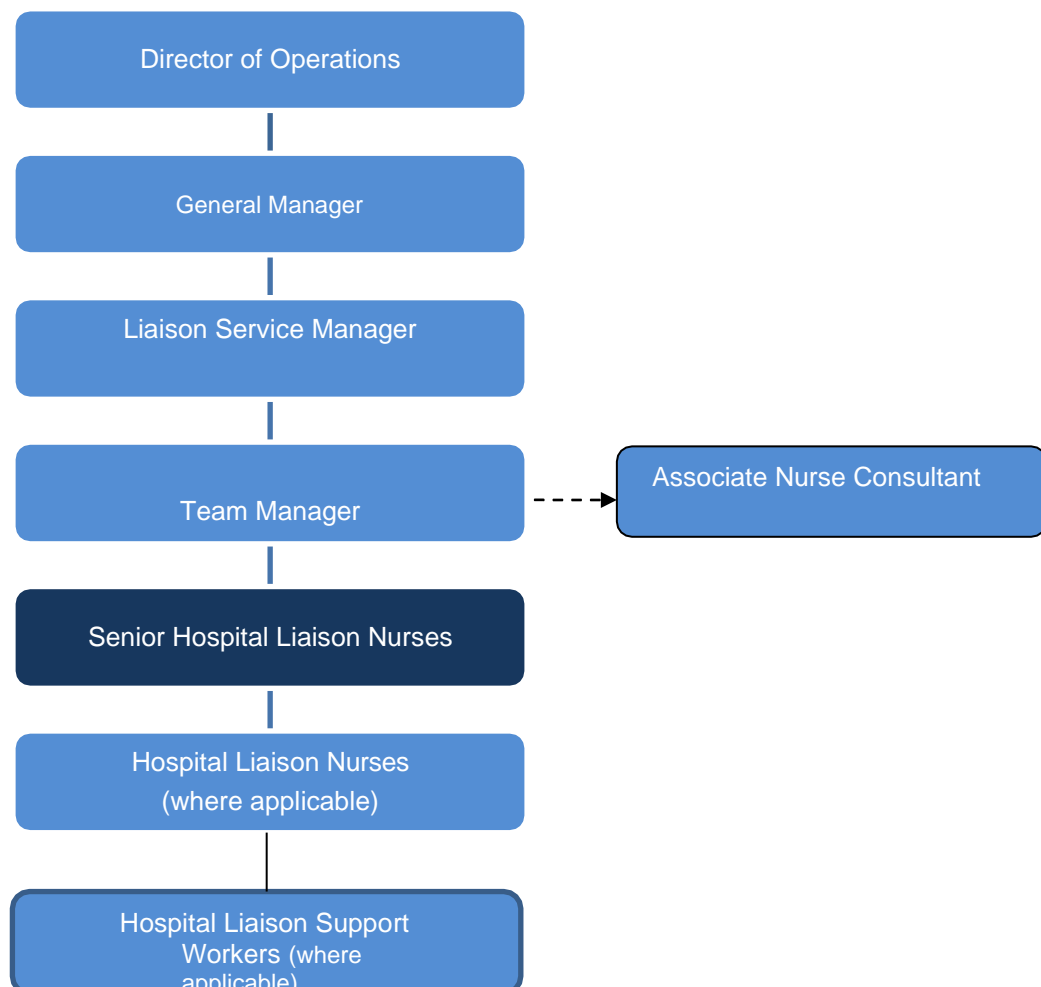 Director of Operations
General Manager
Liaison Service Manager
Team Manager
Associate Nurse Consultant
Senior Hospital Liaison Nurses
Hospital Liaison Nurses
(where applicable)
Hospital Liaison Support
Workers (where
applicable)